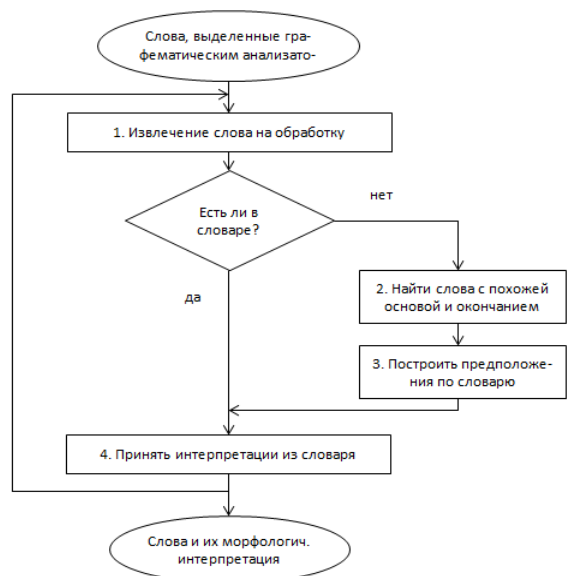 Слова, выделенные гра-
фематическим анализато-
1. Извлечение слова на обработку
Есть ли в
словаре?
нет
да
2. Найти слова с похожей
основой и окончанием
3. Построить предположе-
ния по словарю
4. Принять интерпретации из словаря
Слова и их морфологич.
интерпретация